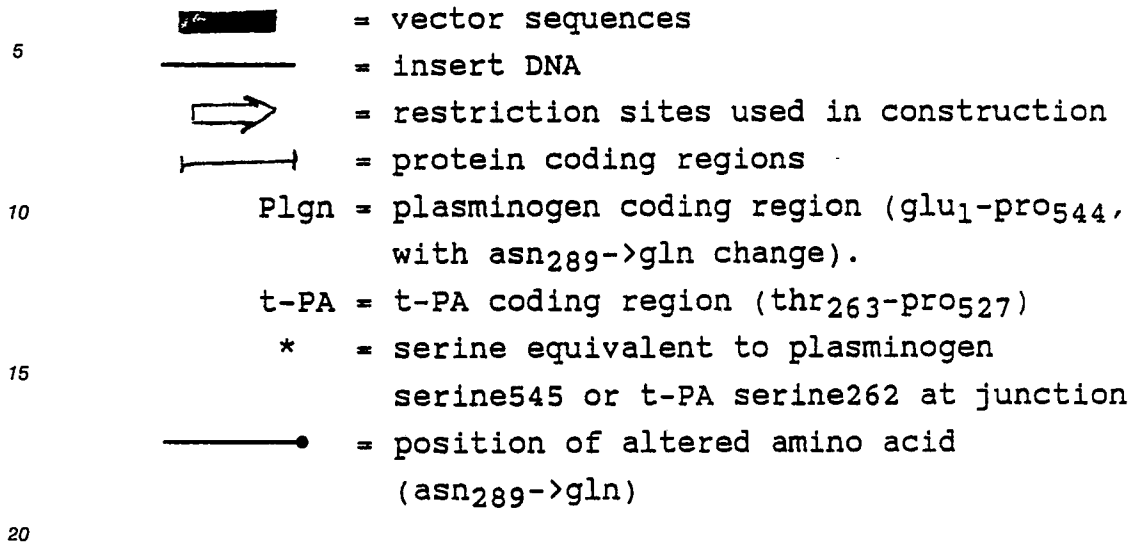 = vector sequences
5
= insert DNA
= restriction sites used in construction
= protein coding regions
10 Plgn = plasminogen coding region (glu1-pro544,
with asn289->gln change).
t-PA = t-PA coding region (thr263-pro527)
* = serine equivalent to plasminogen
15
serine545 or t-PA serine262 at junction
= position of altered amino acid
(asn289->gln)
20